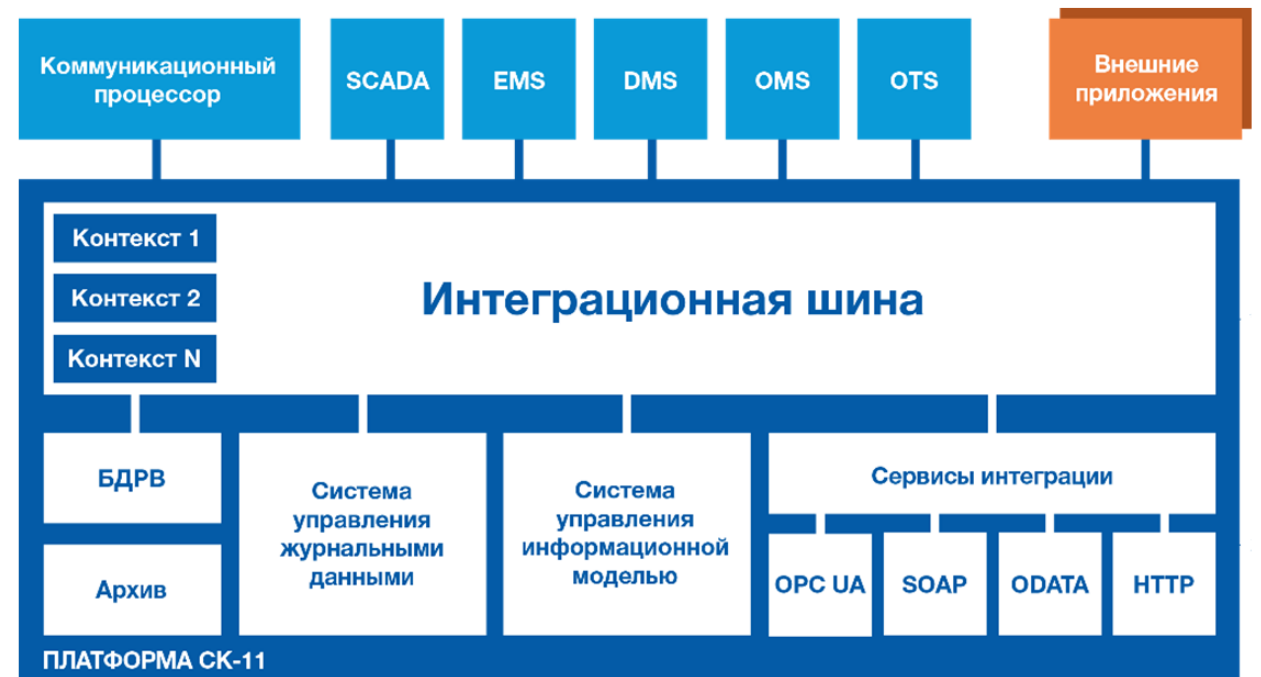 Коммуникационный
процессор
SCADA
EMS
DMS
OMS
OTS
Внешние
приложения
Контекст 1
Контекст 2
Контекст N
Интеграционная шина
БДРВ
Архив
Система
управления
журнальными
данными
Система
управления
информационной
моделью
Сервисы интеграции
OPC UA
SOAP
ODATA
HTTP
ПЛАТФОРМА СК-11